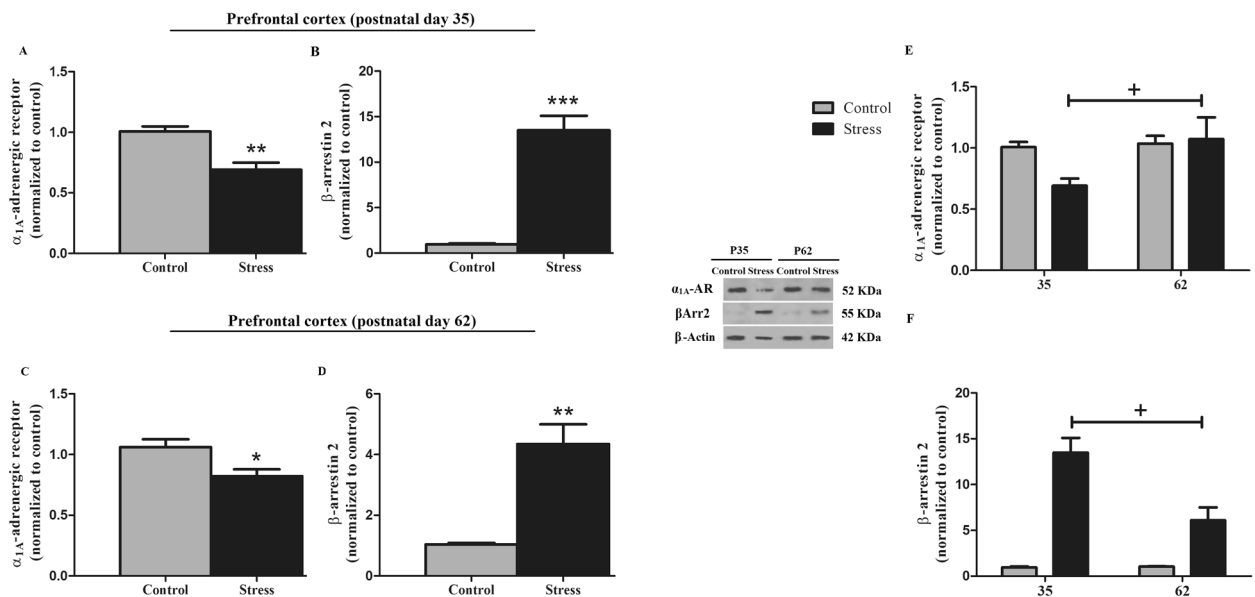 Prefrontal cortex (postnatal day 35)
A
α1A-adrenergic receptor
(normalized to control)
1.5
1.0
0.5
0.0
**
Control
Stress
B
β-arrestin 2
(normalized to control)
20
15
10
5
0
***
Control
Stress
Prefrontal cortex (postnatal day 62)
C
α1A-adrenergic receptor
(normalized to control)
1.5
1.0
0.5
0.0
*
Control
Stress
D
β-arrestin 2
(normalized to control)
6
4
2
0
**
Control
Stress
P35 P62
Control Stress Control Stress
α1A-AR 52 KDa
βArr2 55 KDa
β-Actin 42 KDa
Control
Stress
E
α1A-adrenergic receptor
(normalized to control)
1.5
1.0
0.5
0.0
+
35
62
F
β-arrestin 2
(normalized to control)
20
15
10
5
0
+
35
62